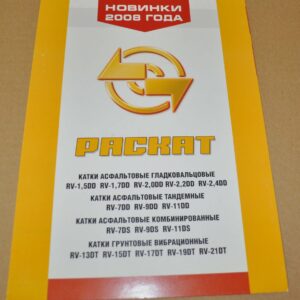 НОВИНКИ
2008 ГОДА
РАСКАТ
КАТКИ АСФАЛЬТОВЫЕ ГЛАДКОВАЛЬЦОВЫЕ
RV-1,5DD RV-1,7DD RV-2,0DD RV-2,2DD RV-2,4DD
КАТКИ АСФАЛЬТОВЫЕ ТАНДЕМНЫЕ
RV-7DD RV-9DD RV-11DD
КАТКИ АСФАЛЬТОВЫЕ КОМБИНИРОВАННЫЕ
RV-7DS RV-9DS RV-11DS
КАТКИ ГРУНТОВЫЕ ВИБРАЦИОННЫЕ
RV-13DT RV-15DT RV-17DT RV-19DT RV-21DT